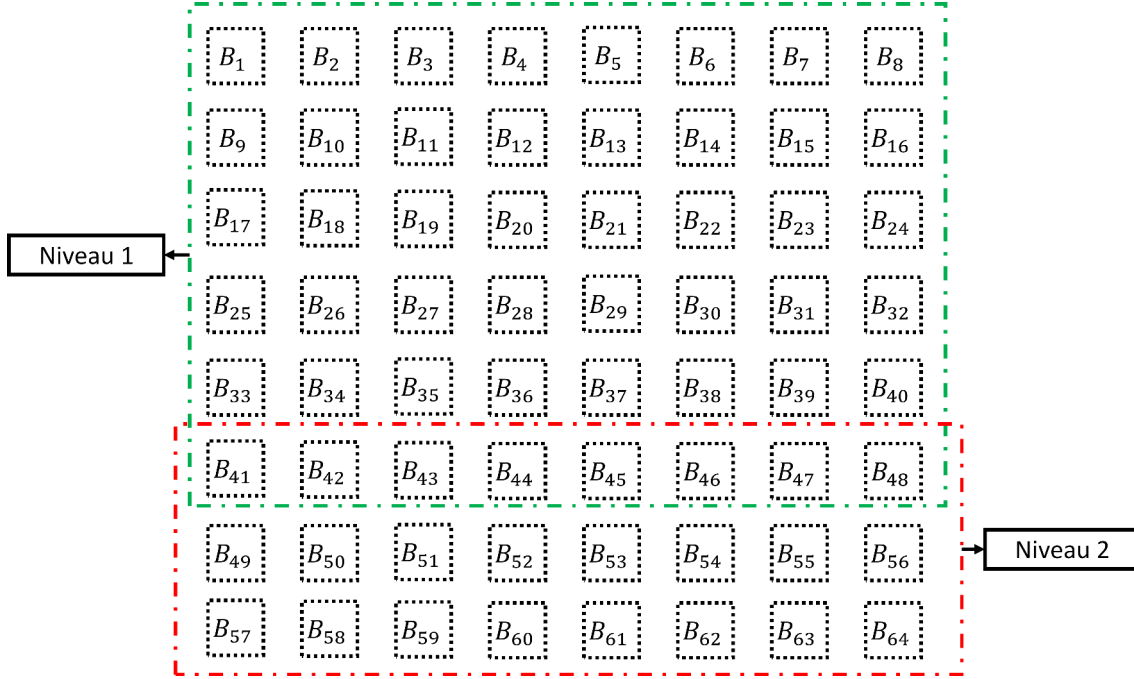 B₁ B₂ B₃ B₄ B₅ B₆ B₇ B₈
B₉ B₁₀ B₁₁ B₁₂ B₁₃ B₁₄ B₁₅ B₁₆
B₁₇ B₁₈ B₁₉ B₂₀ B₂₁ B₂₂ B₂₃ B₂₄
Niveau 1
B₂₅ B₂₆ B₂₇ B₂₈ B₂₉ B₃₀ B₃₁ B₃₂
B₃₃ B₃₄ B₃₅ B₃₆ B₃₇ B₃₈ B₃₉ B₄₀
B₄₁ B₄₂ B₄₃ B₄₄ B₄₅ B₄₆ B₄₇ B₄₈
B₄₉ B₅₀ B₅₁ B₅₂ B₅₃ B₅₄ B₅₅ B₅₆
Niveau 2
B₅₇ B₅₈ B₅₉ B₆₀ B₆₁ B₆₂ B₆₃ B₆₄